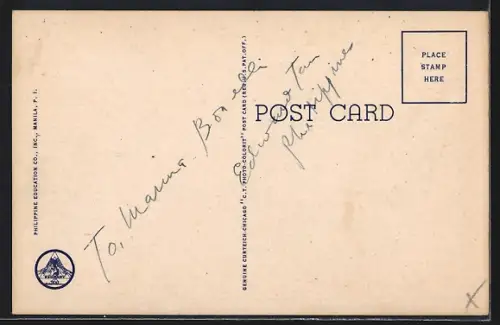 PHILIPPINE EDUCATION CO., INC., MANILA, P. I.
To, Marina
GENUINE CURTEICH-CHICAGO "C.T. PHOTO-COLORIT" POST CARD (REG. U.S. PAT. OFF.)
Edward Tan
Philippine
POST CARD
PLACE
STAMP
HERE